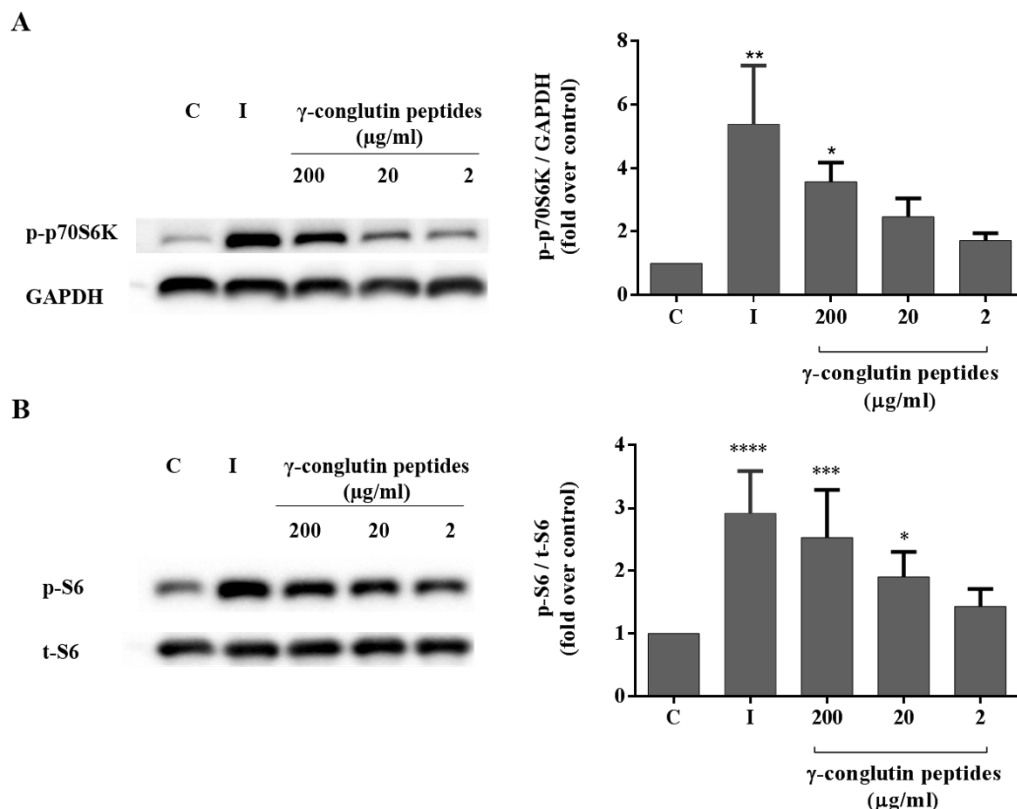 A
C I γ-conglutin peptides
(µg/ml)
200 20 2
p-p70S6K
GAPDH
p-p70S6K / GAPDH
(fold over control)
8
6
4
2
0
**
*
C I 200 20 2
γ-conglutin peptides
(µg/ml)
B
C I γ-conglutin peptides
(µg/ml)
200 20 2
p-S6
t-S6
p-S6 / t-S6
(fold over control)
4
3
2
1
0
****
***
*
C I 200 20 2
γ-conglutin peptides
(µg/ml)